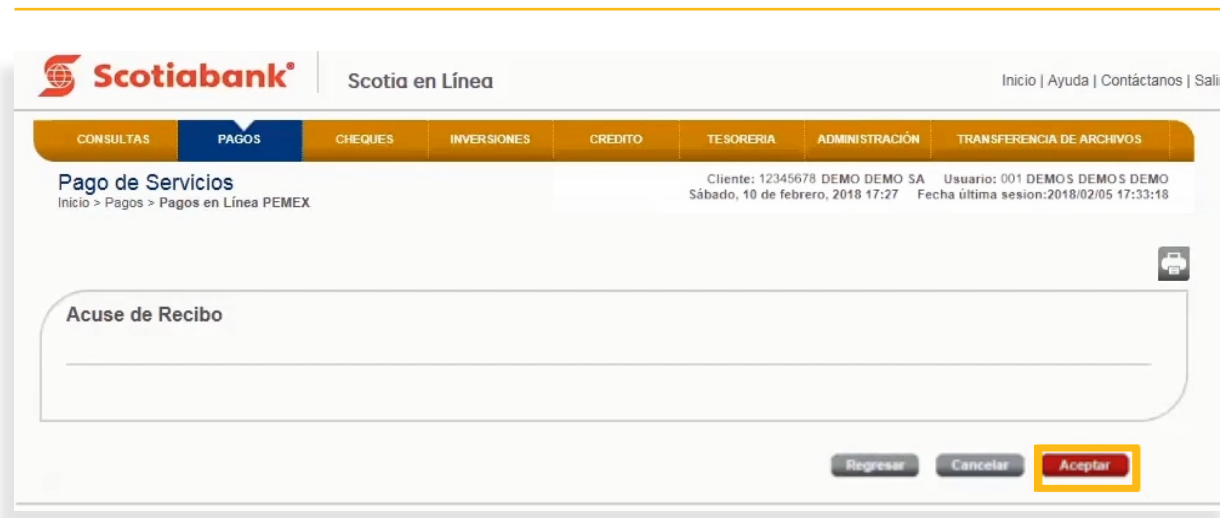 Scotiabank® Scotia en Línea Inicio | Ayuda | Contáctanos | Sali
CONSULTAS PAGOS CHEQUES INVERSIONES CREDITO TESORERIA ADMINISTRACIÓN TRANSFERENCIA DE ARCHIVOS
Pago de Servicios Cliente: 12345678 DEMO DEMO SA Usuario: 001 DEMOS DEMOS DEMO
Inicio > Pagos > Pagos en Línea PEMEX Sábado, 10 de febrero, 2018 17:27 Fecha última sesion:2018/02/05 17:33:18
Acuse de Recibo
Regresar Cancelar Aceptar